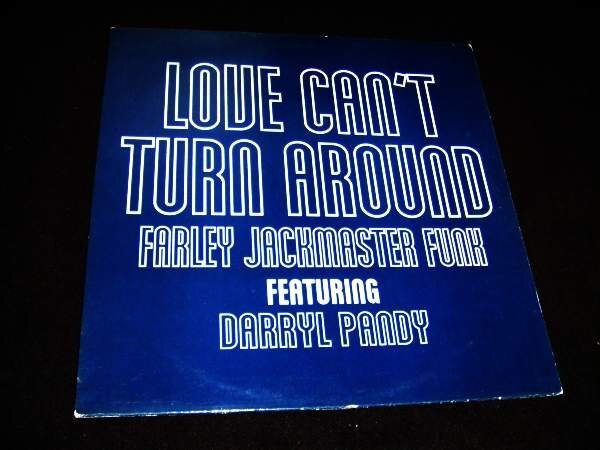 LOVE CAN'T
TURN AROUND
FARLEY JACKMASTER FUNK
FEATURING
DARRYL PANDY